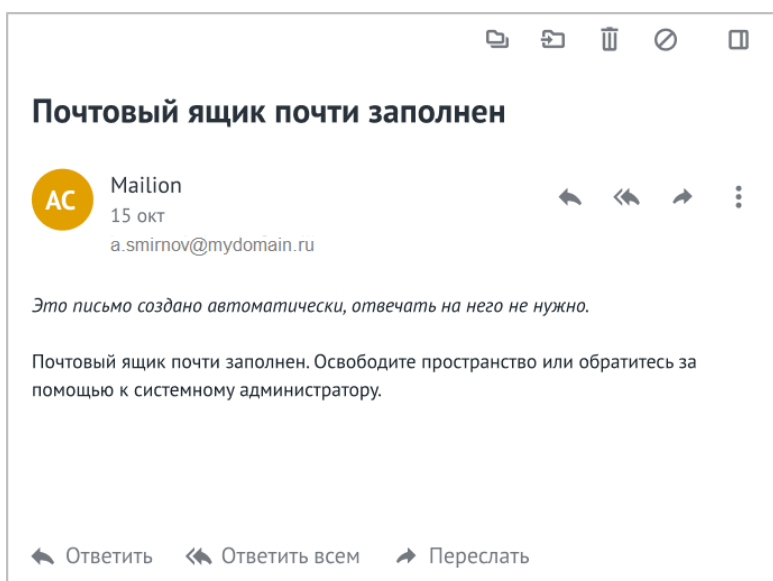 Почтовый ящик почти заполнен
АС
Mailion
15 окт
a.smirnov@mydomain.ru
Это письмо создано автоматически, отвечать на него не нужно.
Почтовый ящик почти заполнен. Освободите пространство или обратитесь за
помощью к системному администратору.
Ответить Ответить всем Переслать